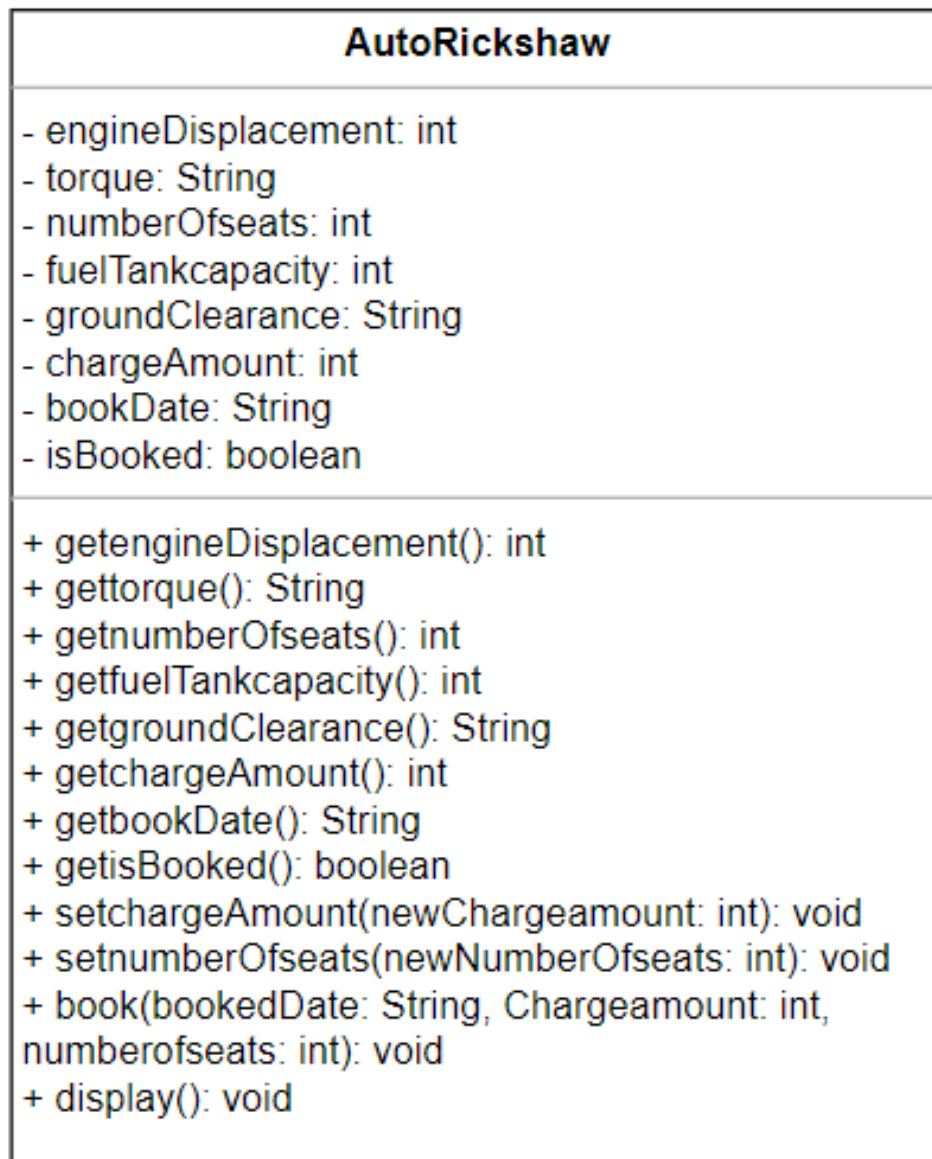 AutoRickshaw
- engineDisplacement: int
- torque: String
- numberOfseats: int
- fuelTankcapacity: int
- groundClearance: String
- chargeAmount: int
- bookDate: String
- isBooked: boolean
+ getengineDisplacement(): int
+ gettorque(): String
+ getnumberOfseats(): int
+ getfuelTankcapacity(): int
+ getgroundClearance(): String
+ getchargeAmount(): int
+ getbookDate(): String
+ getisBooked(): boolean
+ setchargeAmount(newChargeamount: int): void
+ setnumberOfseats(newNumberOfseats: int): void
+ book(bookedDate: String, Chargeamount: int,
numberofseats: int): void
+ display(): void